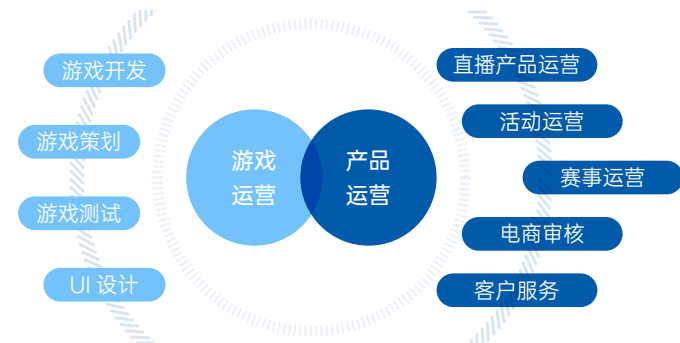 游戏开发
游戏策划
游戏测试
UI 设计
游戏
运营
产品
运营
直播产品运营
活动运营
赛事运营
电商审核
客户服务